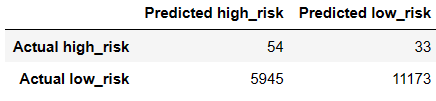 Predicted high_risk Predicted low_risk
Actual high_risk 54 33
Actual low_risk 5945 11173